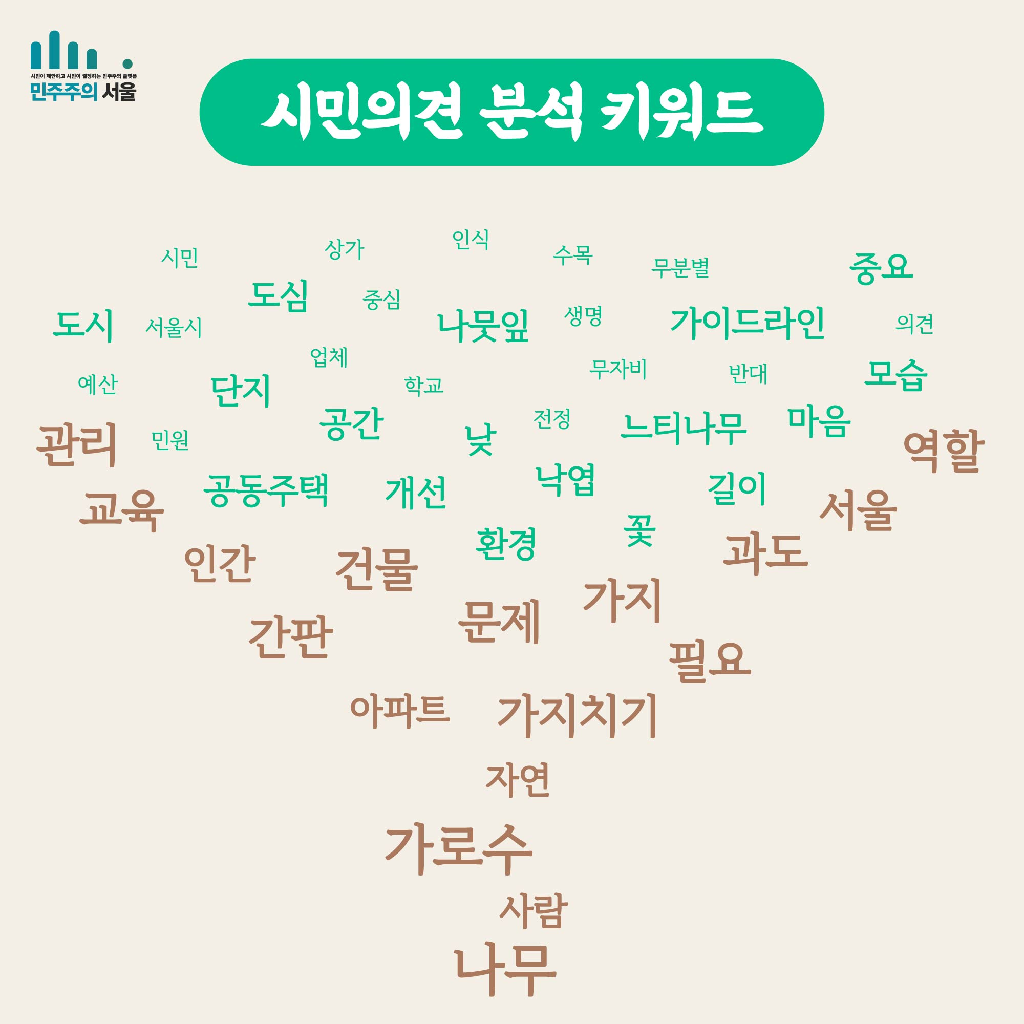 시민이 제안하고 시민이 결정하는 민주주의 플랫폼
민주주의 서울
시민의견 분석 키워드
시민 상가 인식 수목 무분별 중요
도심 중심
도시 서울시 나뭇잎 생명 가이드라인 의견
업체 무자비 반대 모습
예산 단지 학교
공간 전정 느티나무 마음
관리 민원 낮 역할
공동주택 개선 낙엽 길이
교육 서울
환경 꽃
인간 건물 과도
간판 문제 가지
필요
아파트 가지치기
자연
가로수
사람
나무